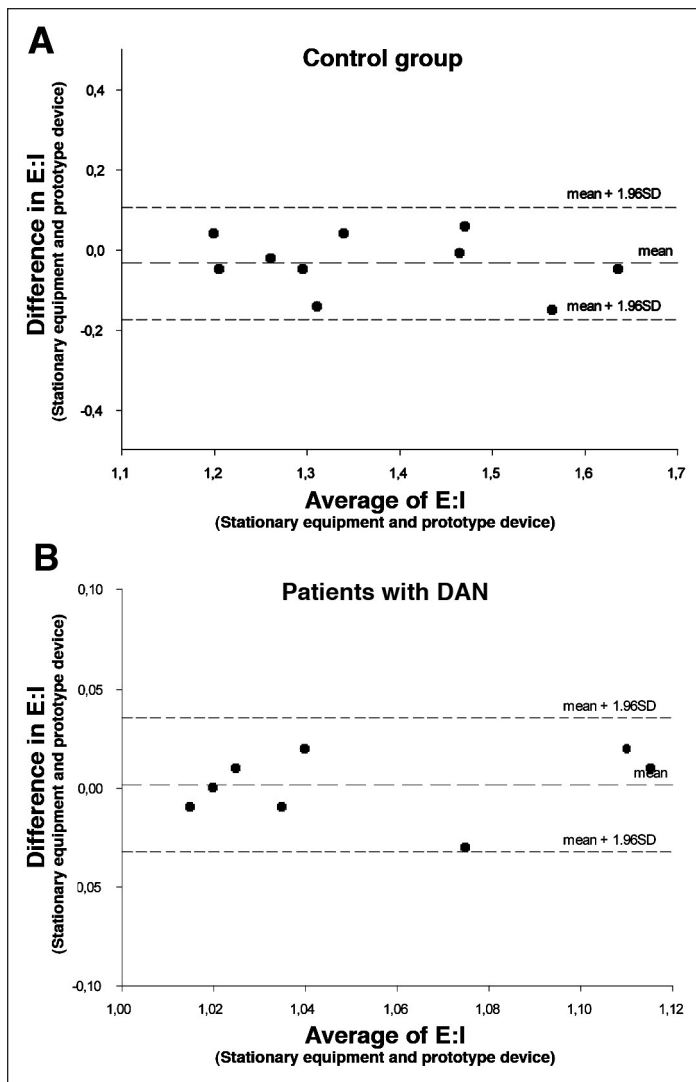 A
Control group
Difference in E:I
(Stationary equipment and prototype device)
0,4
0,2
0,0
-0,2
-0,4
mean + 1.96SD
mean
mean + 1.96SD
1,1
1,2
1,3
1,4
1,5
1,6
1,7
Average of E:I
(Stationary equipment and prototype device)
B
Patients with DAN
Difference in E:I
(Stationary equipment and prototype device)
0,10
0,05
0,00
0,05
-0,10
mean + 1.96SD
mean
mean + 1.96SD
1,00
1,02
1,04
1,06
1,08
1,10
1,12
Average of E:I
(Stationary equipment and prototype device)